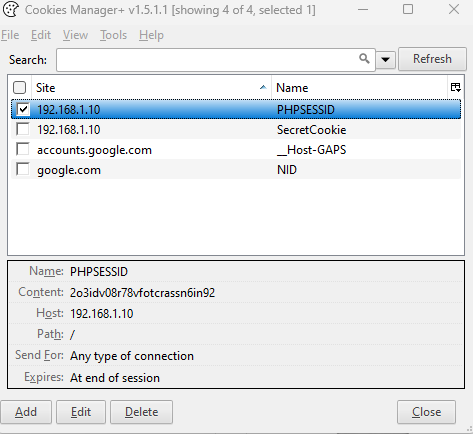 Cookies Manager+ v1.5.1.1 [showing 4 of 4, selected 1]
File Edit View Tools Help
Search: Refresh
Site Name
192.168.1.10 PHPSESSID
192.168.1.10 SecretCookie
accounts.google.com __Host-GAPS
google.com NID
Name: PHPSESSID
Content: 2o3idv08r78vfotcrassn6in92
Host: 192.168.1.10
Path: /
Send For: Any type of connection
Expires: At end of session
Add Edit Delete Close